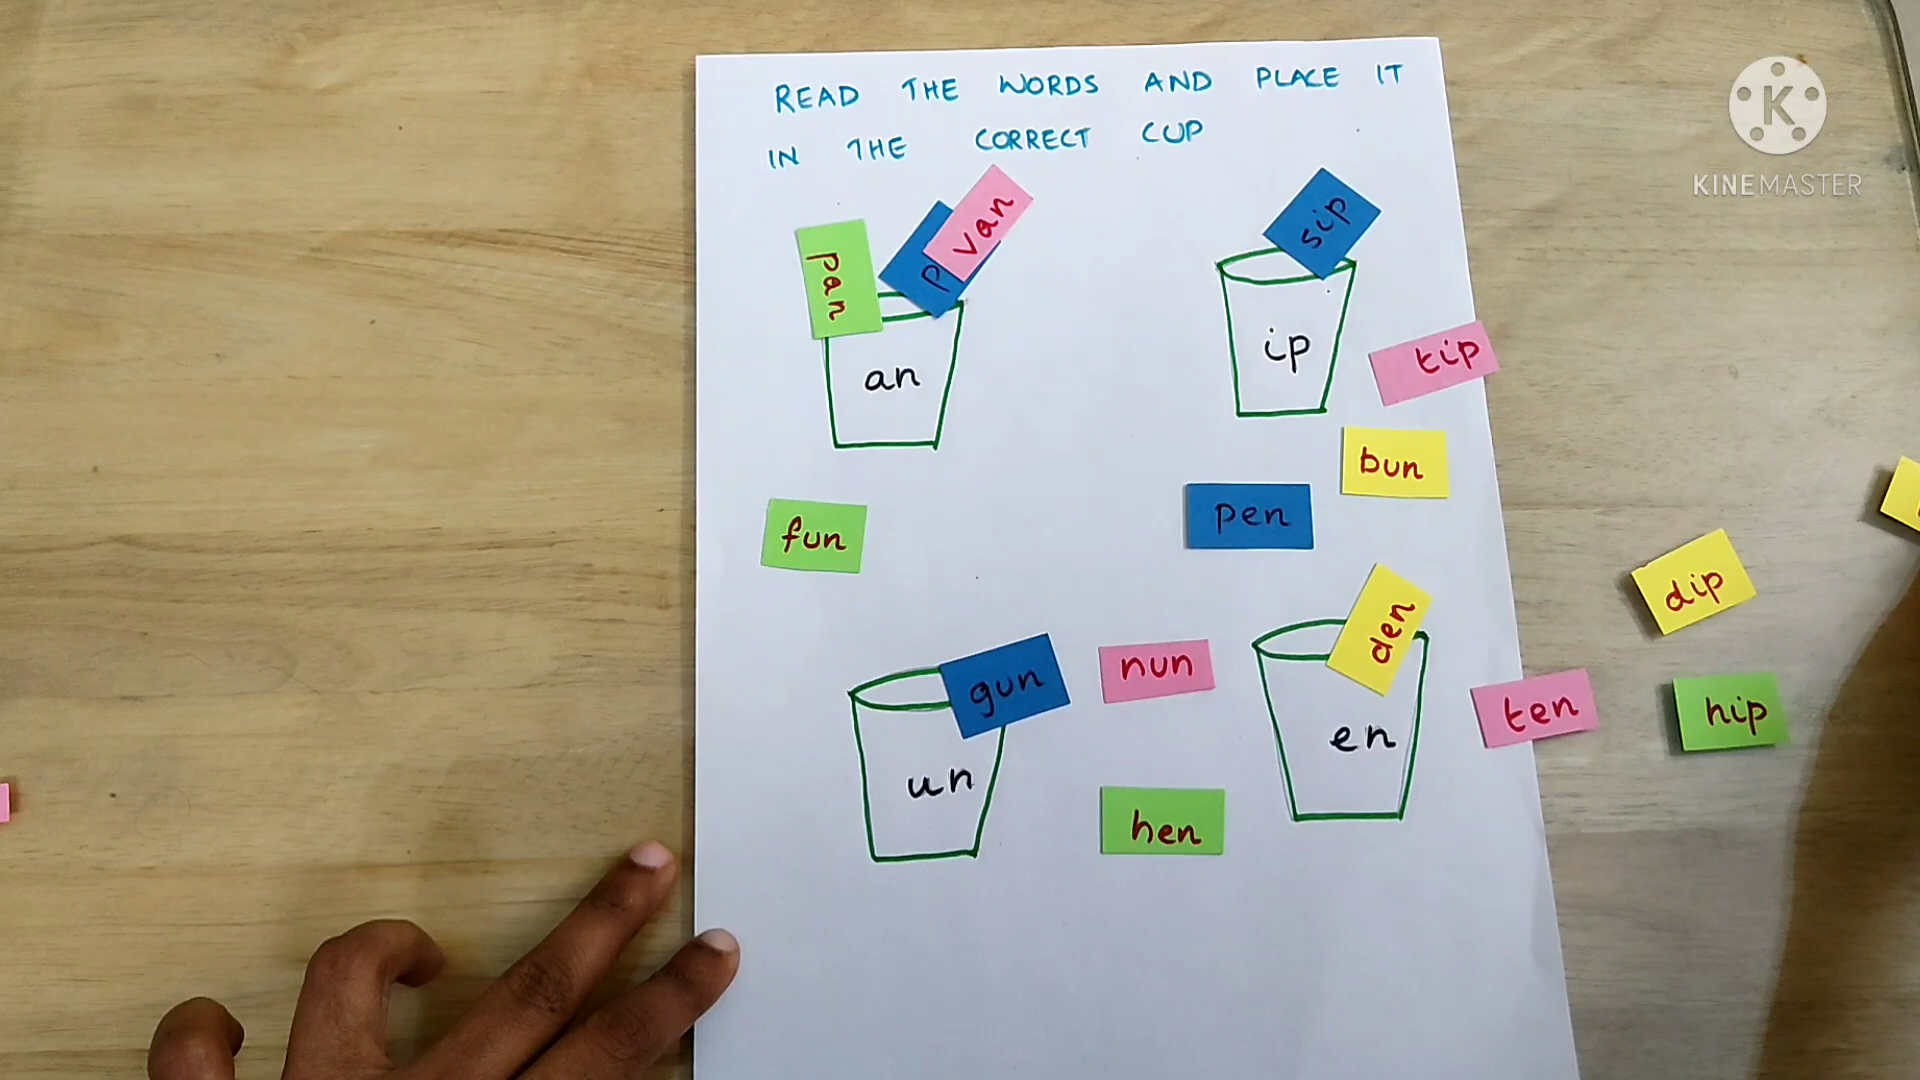 READ THE WORDS AND PLACE IT
IN THE CORRECT CUP
KINEMASTER
van
pan
sip
an
ip
tip
bun
pen
fun
dip
den
gun
nun
ten
hip
en
un
hen